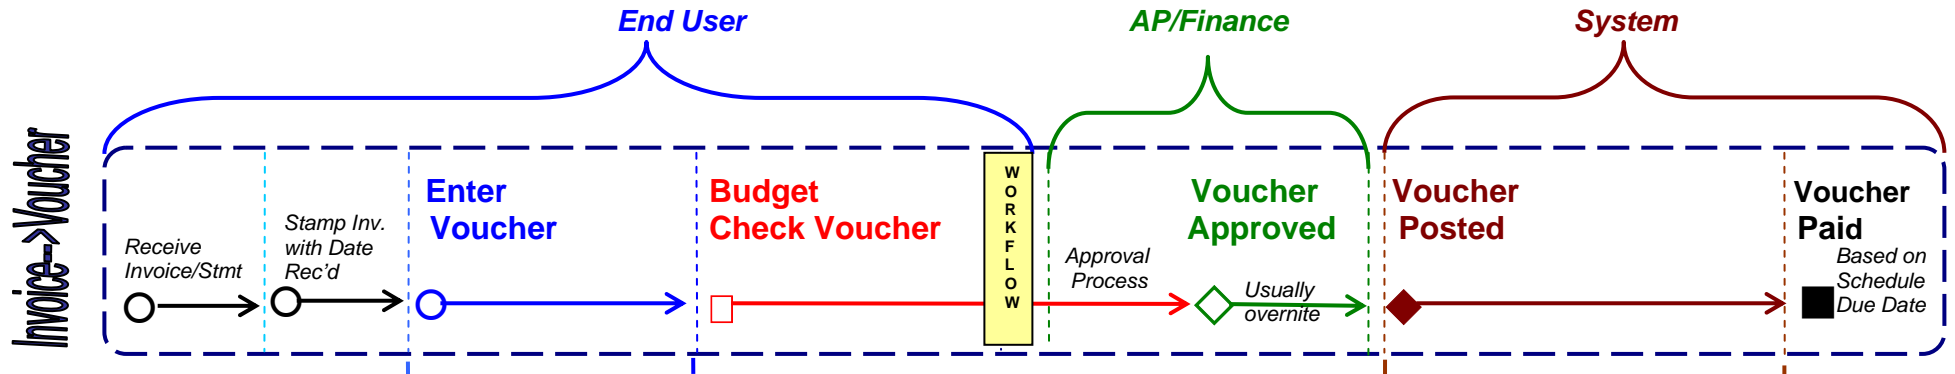 End User
AP/Finance
System
Invoice-->Voucher
Receive
Invoice/Stmt
Stamp Inv.
with Date
Rec'd
Enter
Voucher
Budget
Check Voucher
WORKFLOW
Approval
Process
Voucher
Approved
Usually
overnite
Voucher
Posted
Voucher
Paid
Based on
Schedule
Due Date